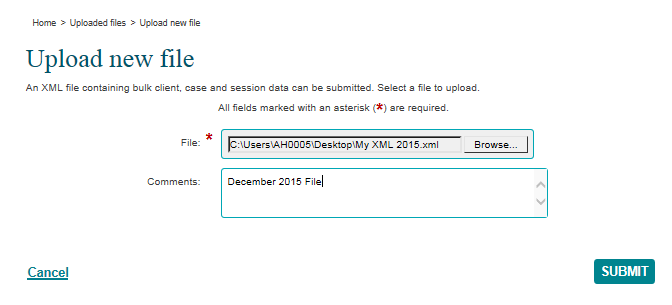 Home > Uploaded files > Upload new file
Upload new file
An XML file containing bulk client, case and session data can be submitted. Select a file to upload.
All fields marked with an asterisk (*) are required.
File: * C:\Users\AH0005\Desktop\My XML 2015.xml Browse...
Comments: December 2015 File
Cancel SUBMIT